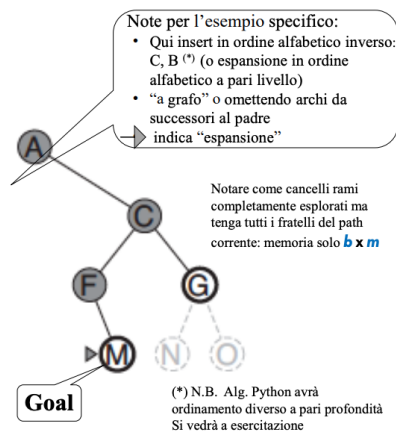 Note per l'esempio specifico:
• Qui insert in ordine alfabetico inverso:
C, B (*) (o espansione in ordine
alfabetico a pari livello)
• “a grafo” o omettendo archi da
successori al padre
indica “espansione”
A
Notare come cancelli rami
completamente esplorati ma
tenga tutti i fratelli del path
corrente: memoria solo b x m
C
F G
M N O
Goal
(*) N.B. Alg. Python avrà
ordinamento diverso a pari profondità
Si vedrà a esercitazione